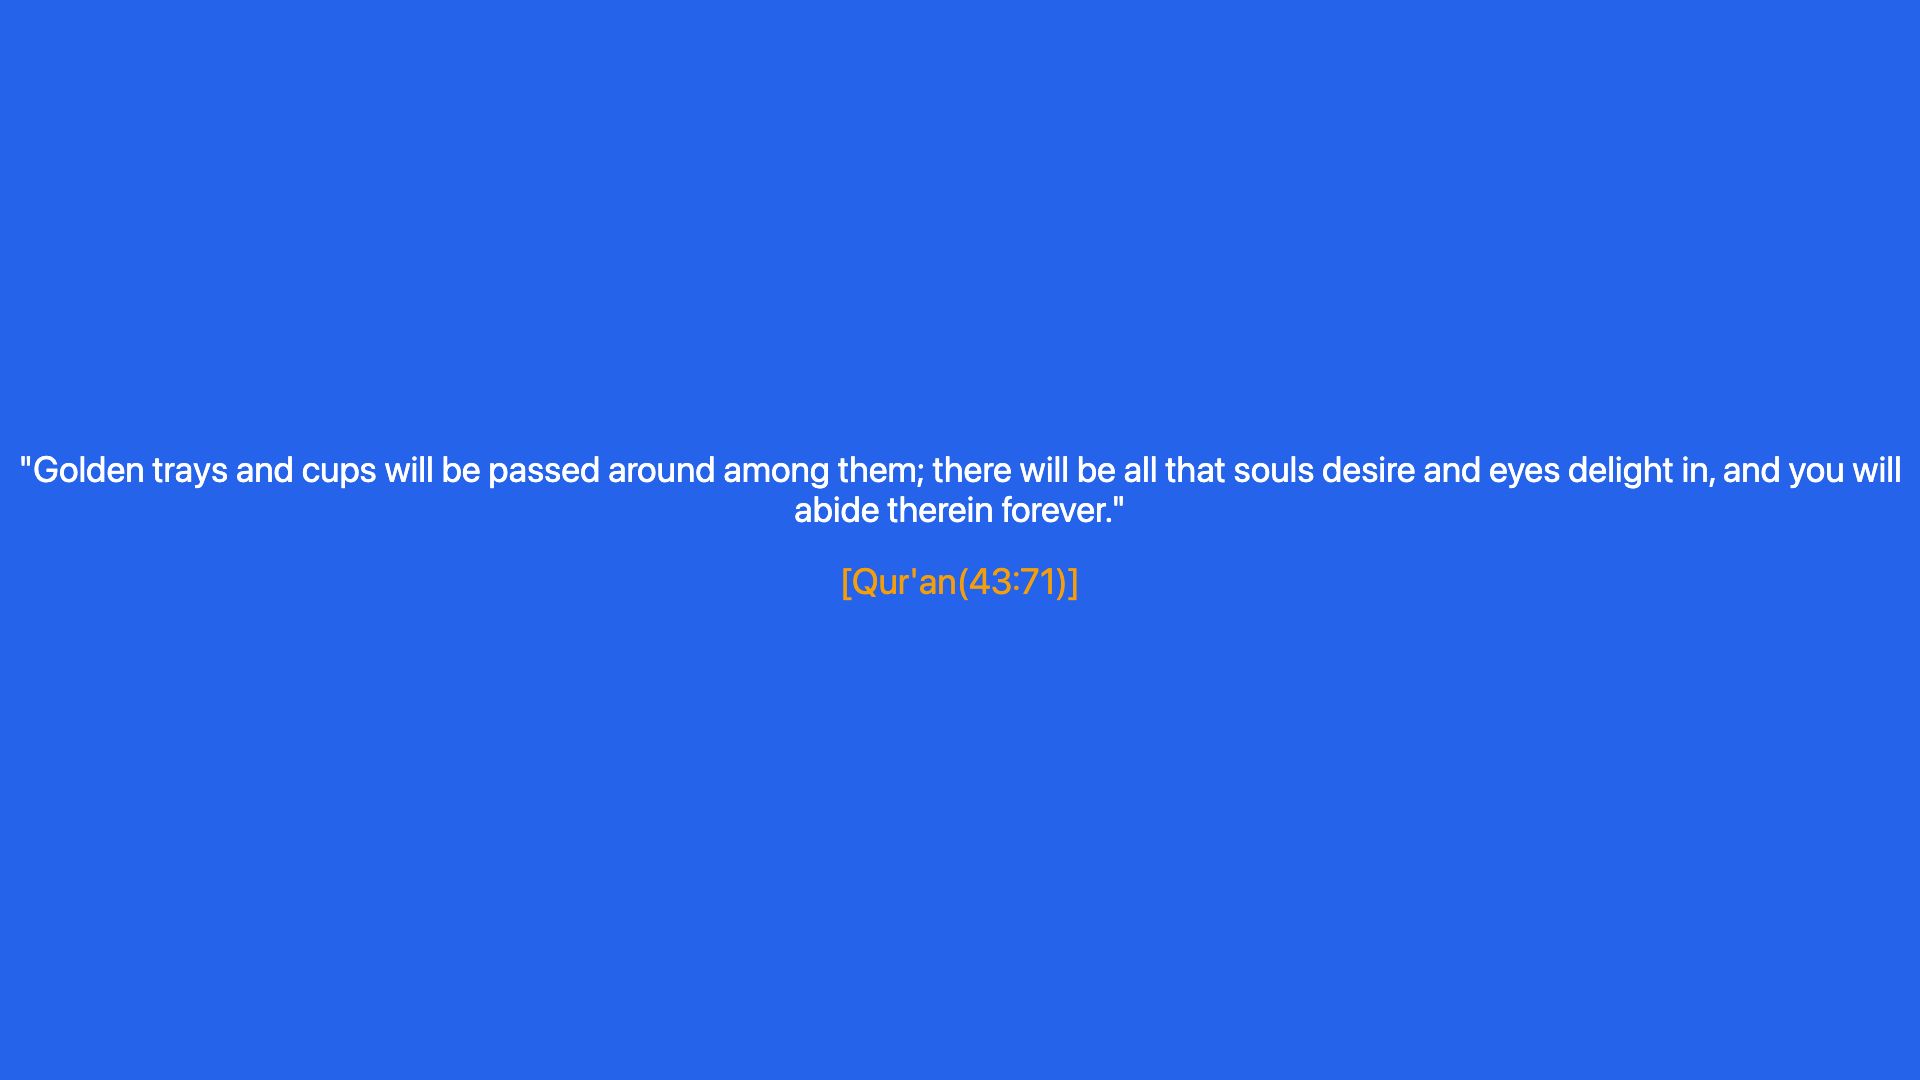 "Golden trays and cups will be passed around among them; there will be all that souls desire and eyes delight in, and you will
abide therein forever."
[Qur'an(43:71)]